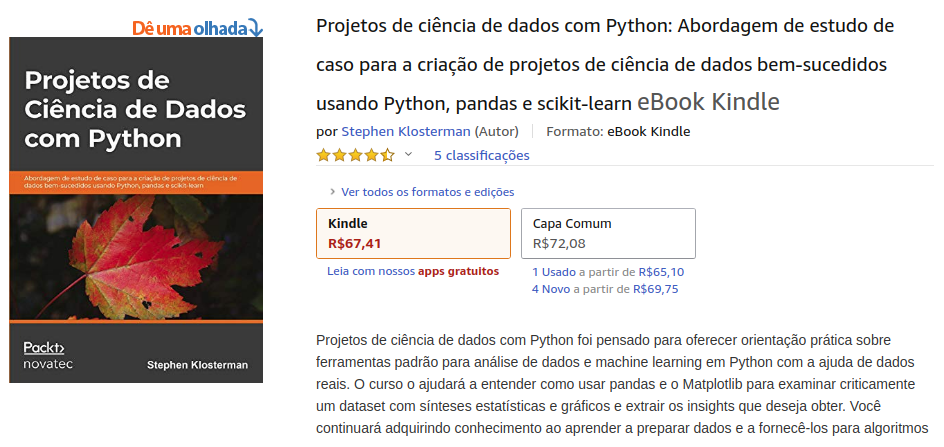 Dê uma olhada
Projetos de
Ciência de Dados
com Python
Abordagem de estudo de caso para a criação de projetos de ciência de
dados bem-sucedidos usando Python, pandas e scikit-learn
Packt
novatec
Stephen Klosterman
Projetos de ciência de dados com Python: Abordagem de estudo de
caso para a criação de projetos de ciência de dados bem-sucedidos
usando Python, pandas e scikit-learn eBook Kindle
por Stephen Klosterman (Autor) Formato: eBook Kindle
5 classificações
Ver todos os formatos e edições
Kindle
R$67,41
Leia com nossos apps gratuitos
Capa Comum
R$72,08
1 Usado a partir de R$65,10
4 Novo a partir de R$69,75
Projetos de ciência de dados com Python foi pensado para oferecer orientação prática sobre
ferramentas padrão para análise de dados e machine learning em Python com a ajuda de dados
reais. O curso o ajudará a entender como usar pandas e o Matplotlib para examinar criticamente
um dataset com sínteses estatísticas e gráficos e extrair os insights que deseja obter. Você
continuará adquirindo conhecimento ao aprender a preparar dados e a fornecê-los para algoritmos